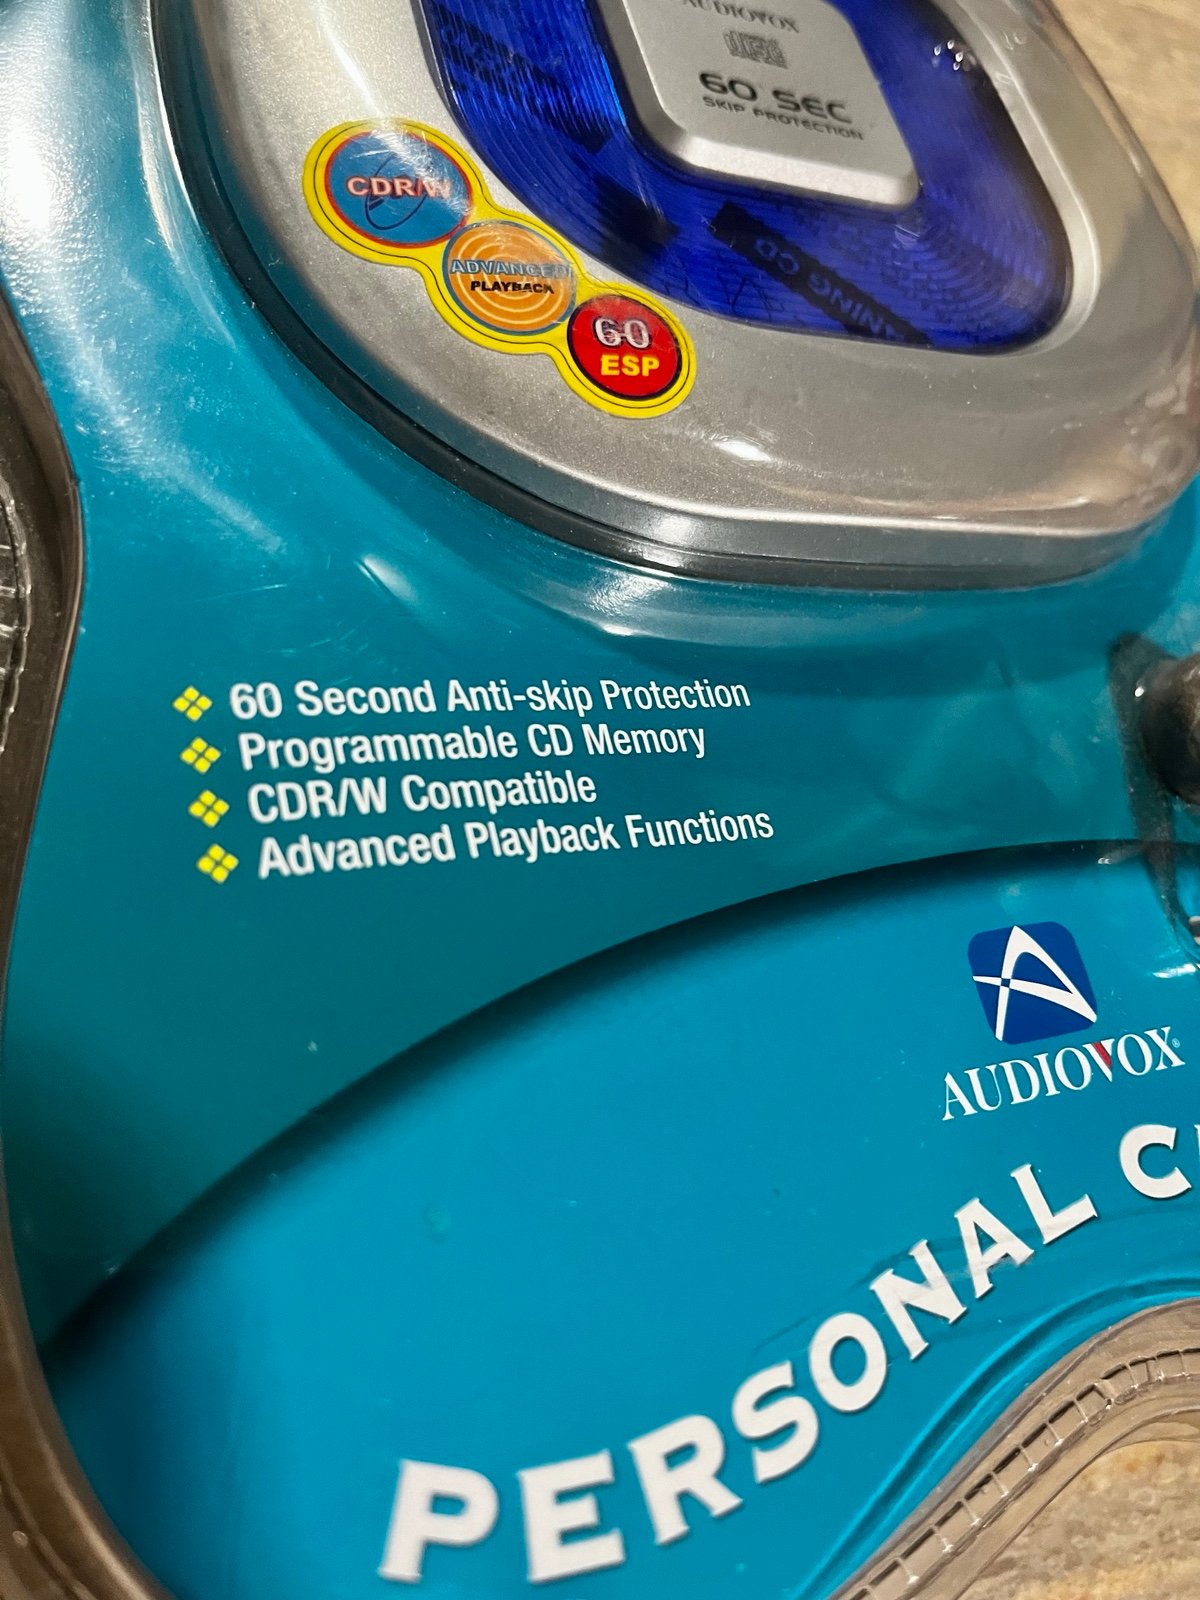 AUDIOVOX
60 SEC
SKIP PROTECTION
CDR/W
ADVANCED
PLAYBACK
60
ESP
60 Second Anti-skip Protection
Programmable CD Memory
CDR/W Compatible
Advanced Playback Functions
AUDIOVOX®
PERSONAL C